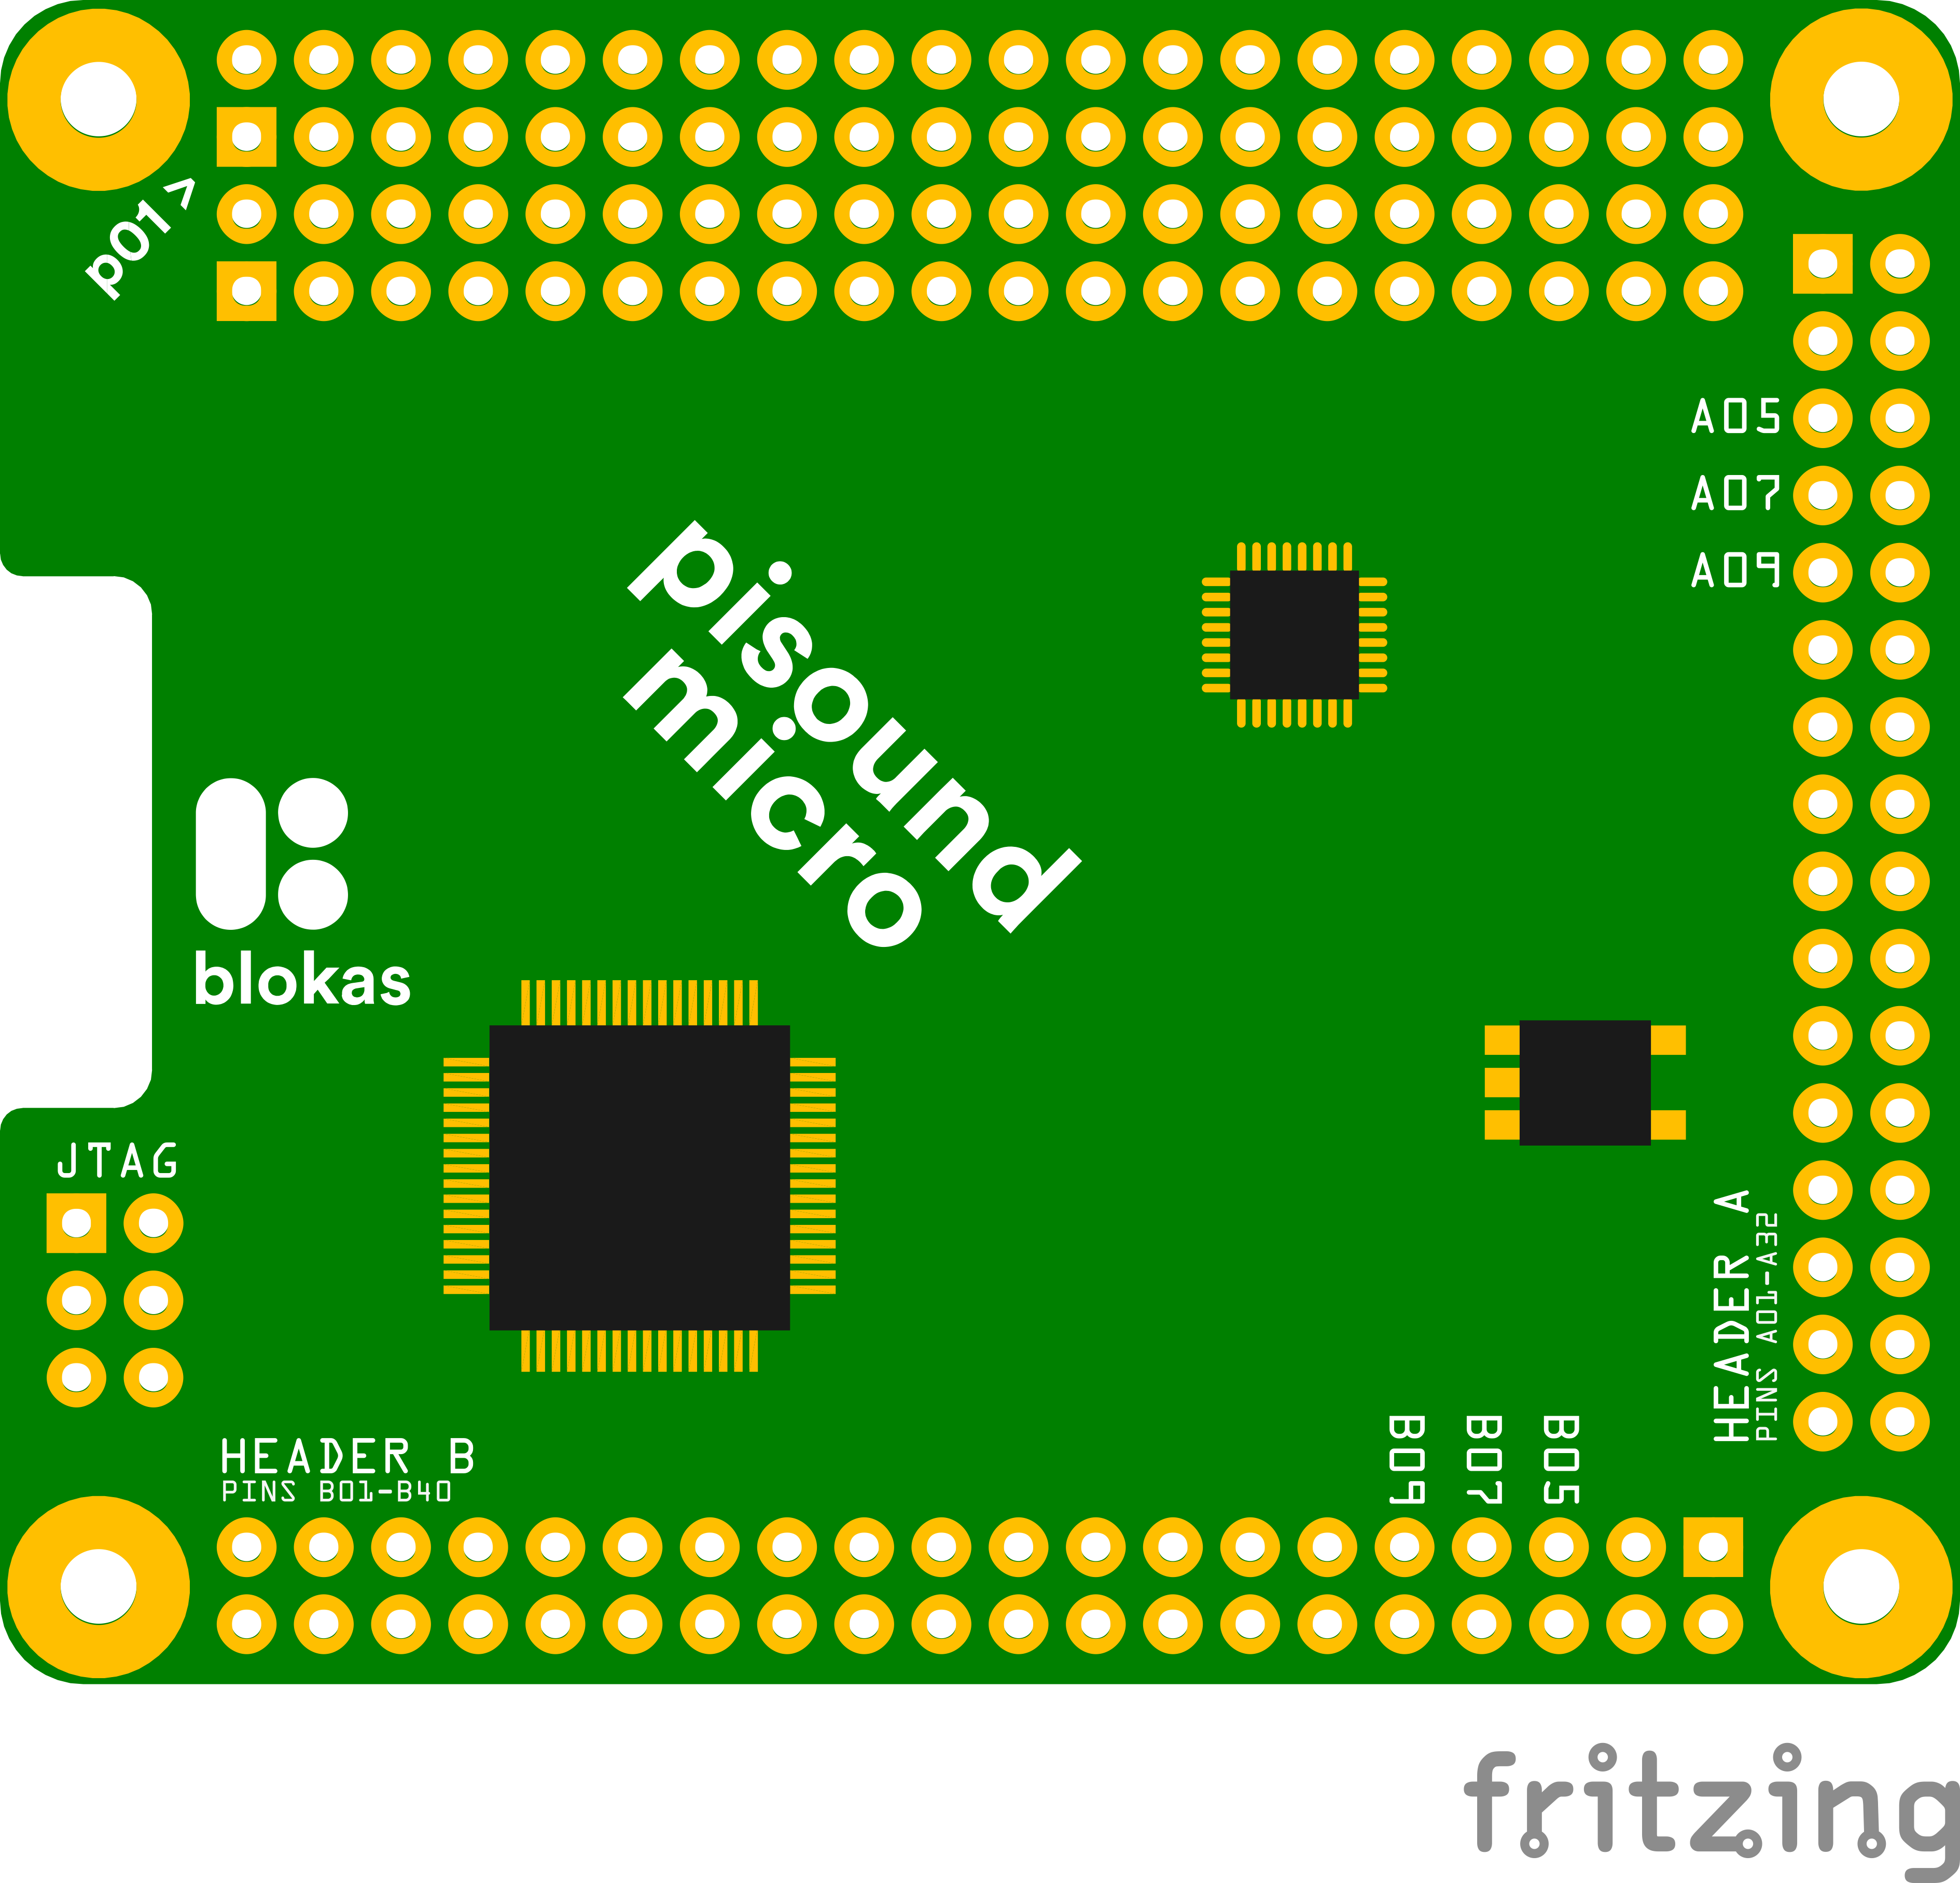 p01 >
A05
A07
A09
pisound
micro
blokas
JTAG
HEADER A
PINS A01-A32
HEADER B
PINS B01-B40
B09
B07
B05
fritzing